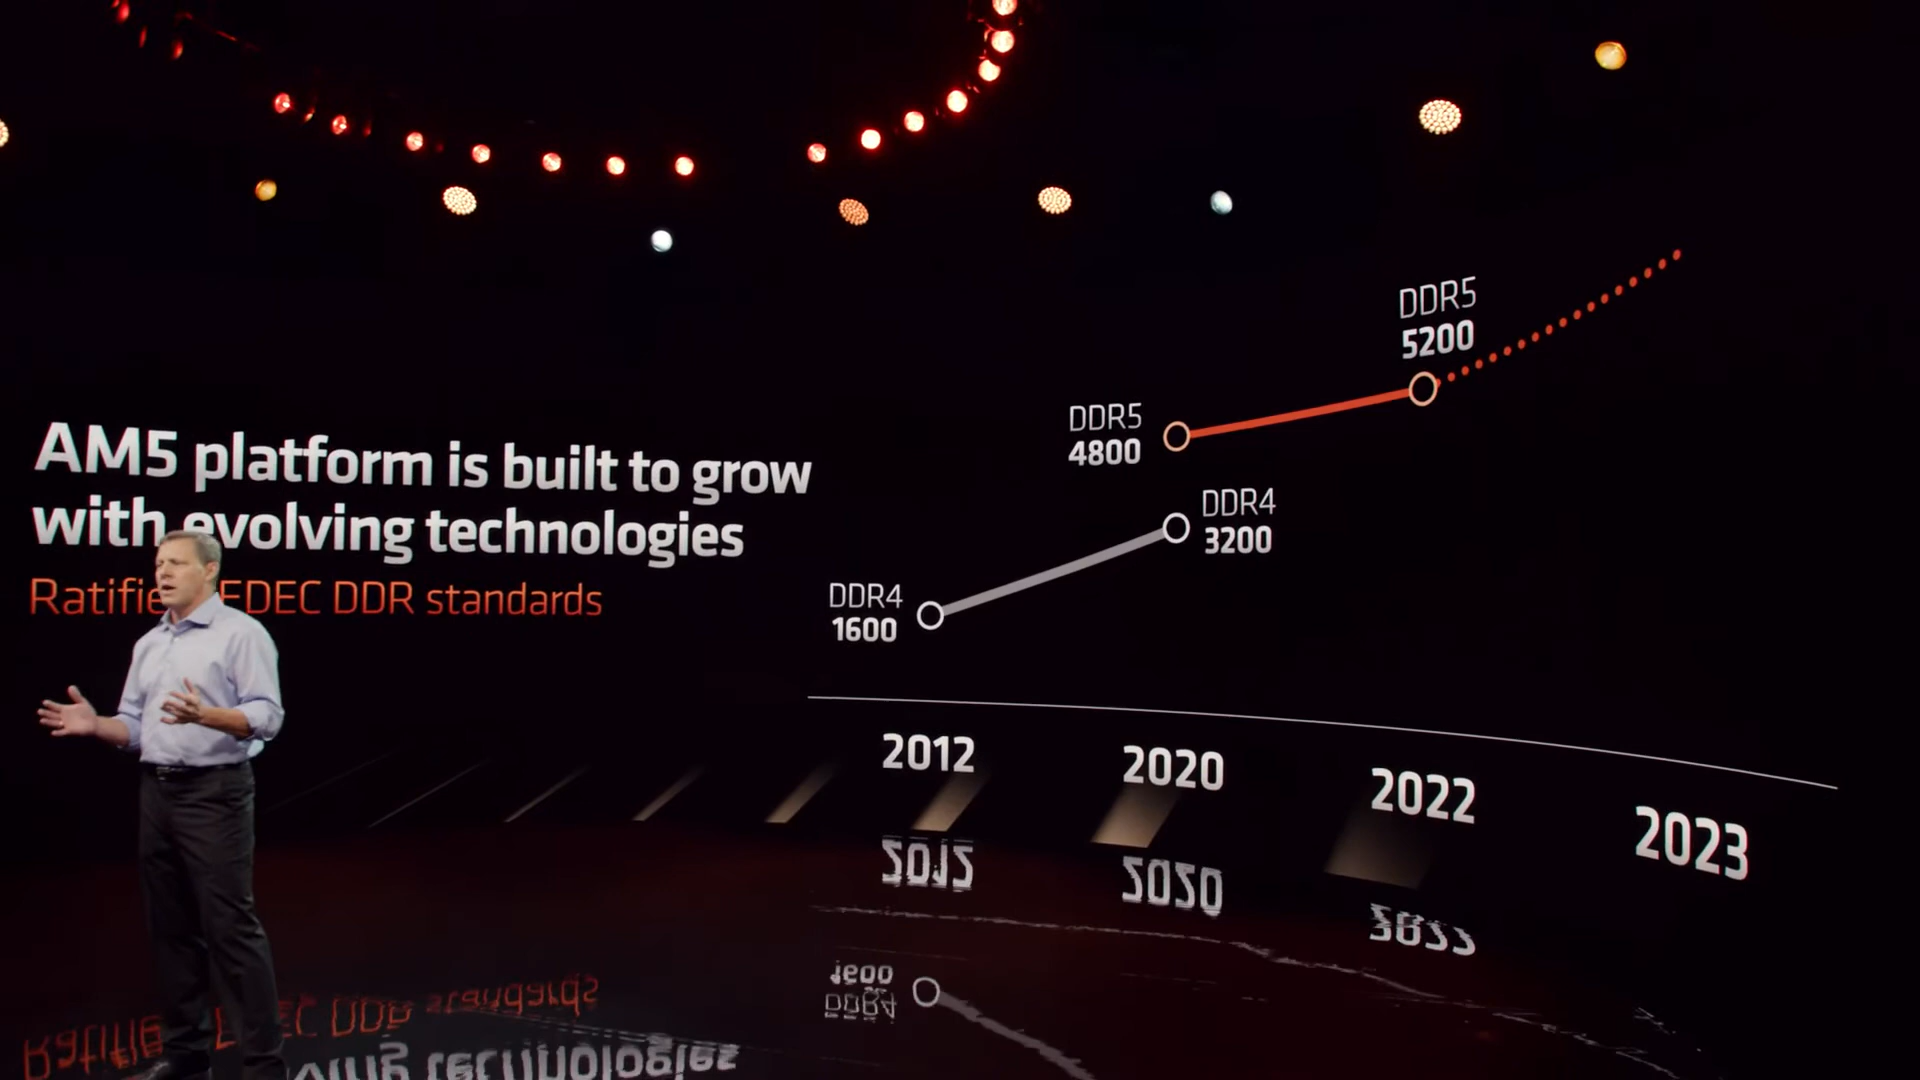 AM5 platform is built to grow
with evolving technologies
Ratifie EDEC DDR standards
DDR5
5200
DDR5
4800
DDR4
3200
DDR4
1600
2012
2020
2022
2023